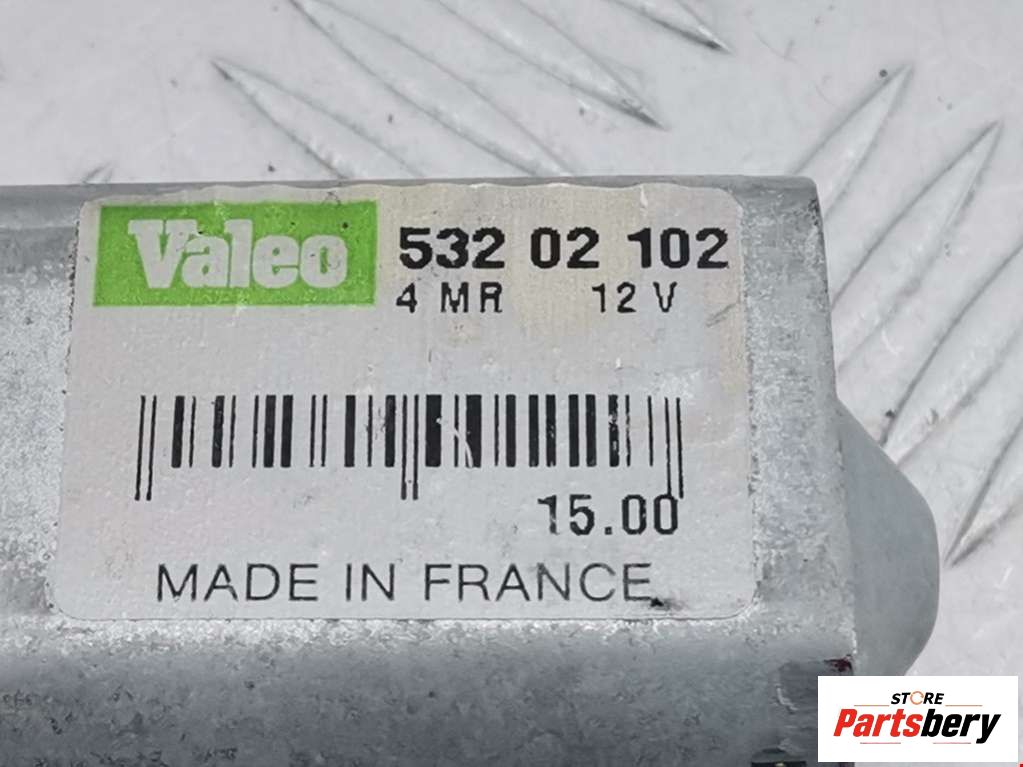 Valeo 532 02 102
4 MR 12 V
15.00
MADE IN FRANCE
STORE
Partsbery